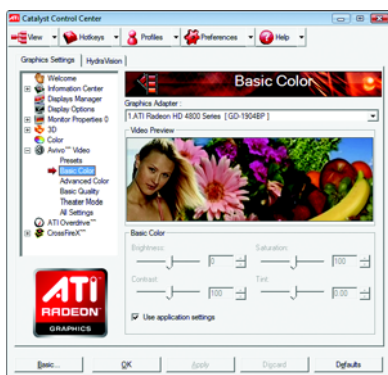 Catalyst Control Center
View
Hotkeys
Profiles
Preferences
Help
Graphics Settings
HydraVision
Welcome
Information Center
Displays Manager
Display Options
Monitor Properties 0
3D
Color
Avivo™ Video
Presets
Basic Color
Advanced Color
Basic Quality
Theater Mode
All Settings
ATI Overdrive™
CrossFireX™
ATI
RADEON
GRAPHICS
Basic Color
Graphics Adapter :
1.ATI Radeon HD 4800 Series [ GD-1904BP ]
Video Preview
Basic Color
Brightness:
0
Saturation:
100
Contrast:
100
Tint:
0.00
Use application settings
Basic...
OK
Apply
Discard
Defaults